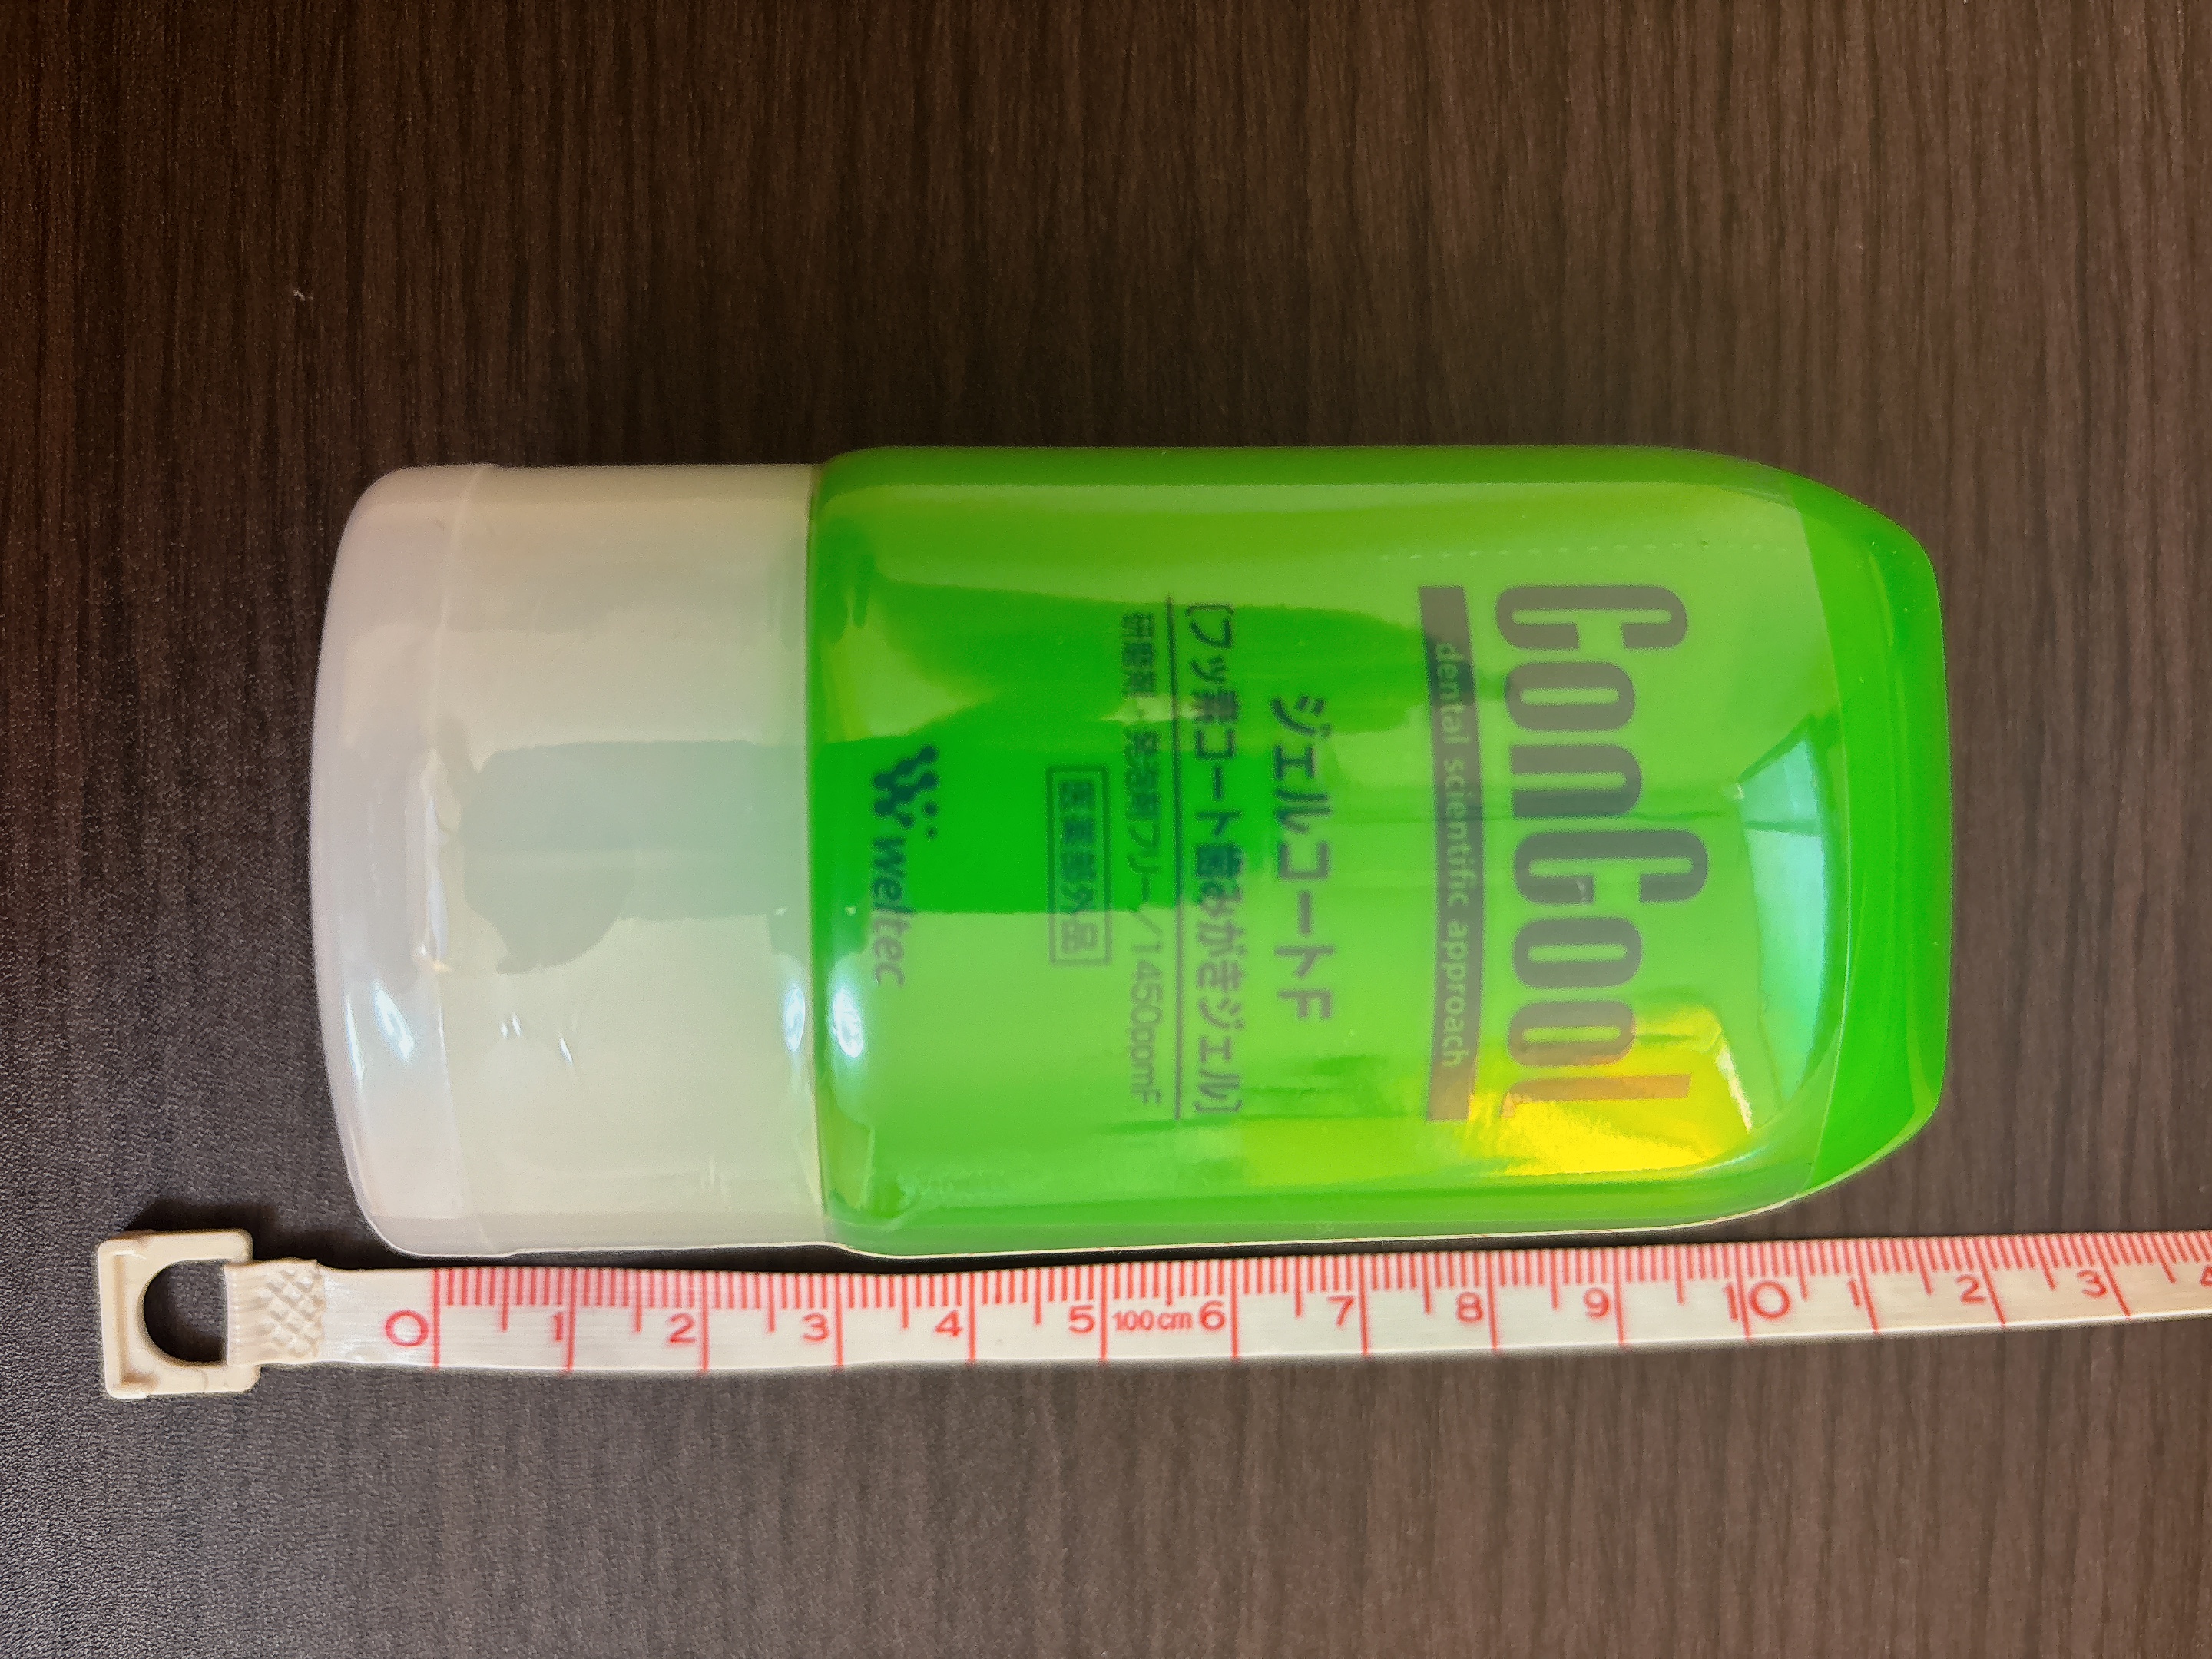 ConCool
dental scientific approach
ジェルコートF
[フッ素コート歯みがきジェル]
研磨剤・発泡剤フリー/1450ppmF
医薬部外品
weltec
0 1 2 3 4 5 100cm 6 7 8 9 10 1 2 3 4